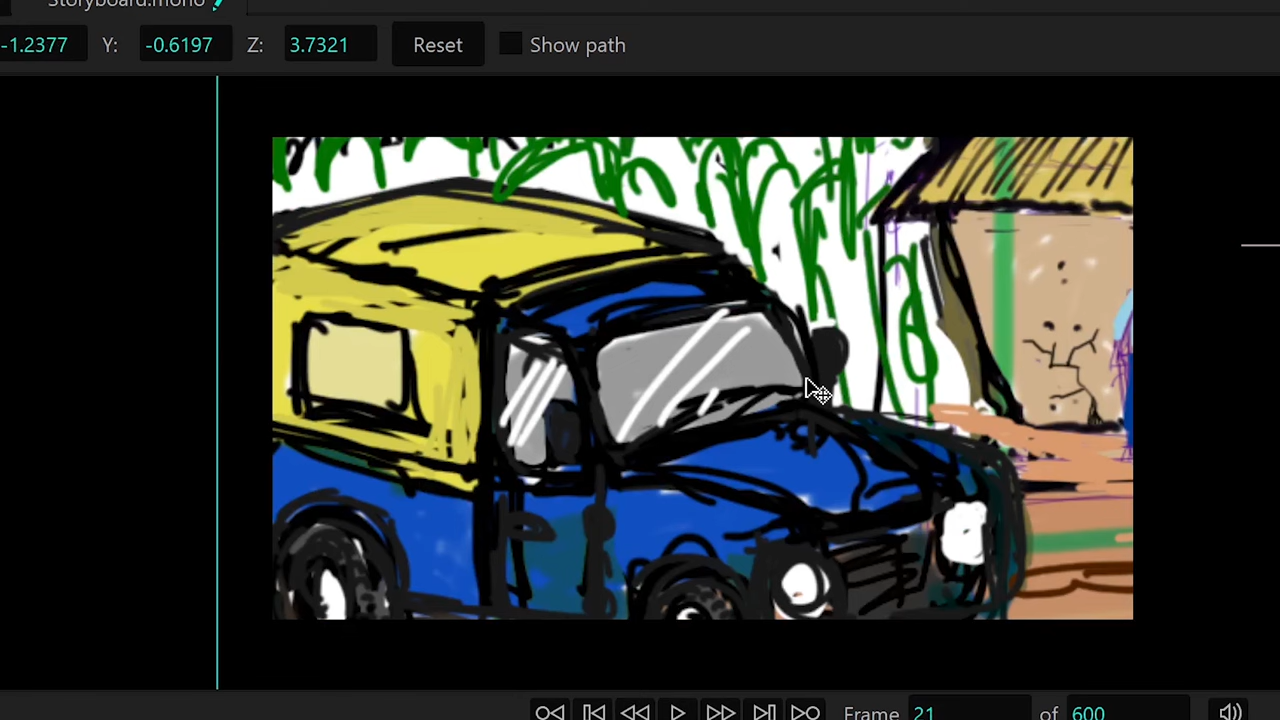 Storyboard.mono
-1.2377 Y: -0.6197 Z: 3.7321 Reset Show path
Frame 21 of 600